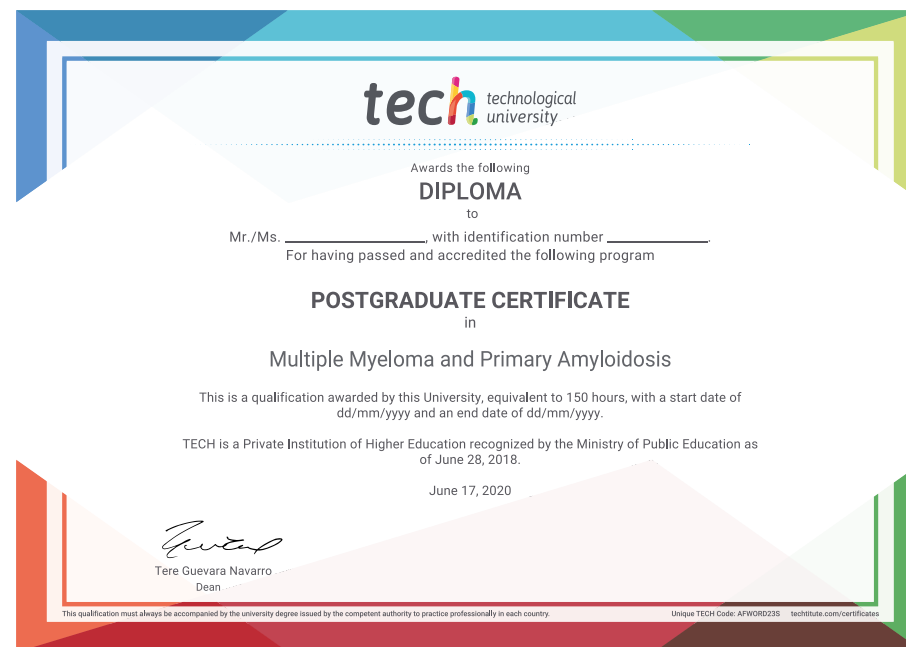 tech technological
university
Awards the following
DIPLOMA
to
Mr./Ms. ____________________, with identification number ______________.
For having passed and accredited the following program
POSTGRADUATE CERTIFICATE
in
Multiple Myeloma and Primary Amyloidosis
This is a qualification awarded by this University, equivalent to 150 hours, with a start date of
dd/mm/yyyy and an end date of dd/mm/yyyy.
TECH is a Private Institution of Higher Education recognized by the Ministry of Public Education as
of June 28, 2018.
June 17, 2020
Tere Guevara Navarro
Dean
This qualification must always be accompanied by the university degree issued by the competent authority to practice professionally in each country.
Unique TECH Code: AFWORD23S techtitute.com/certificates